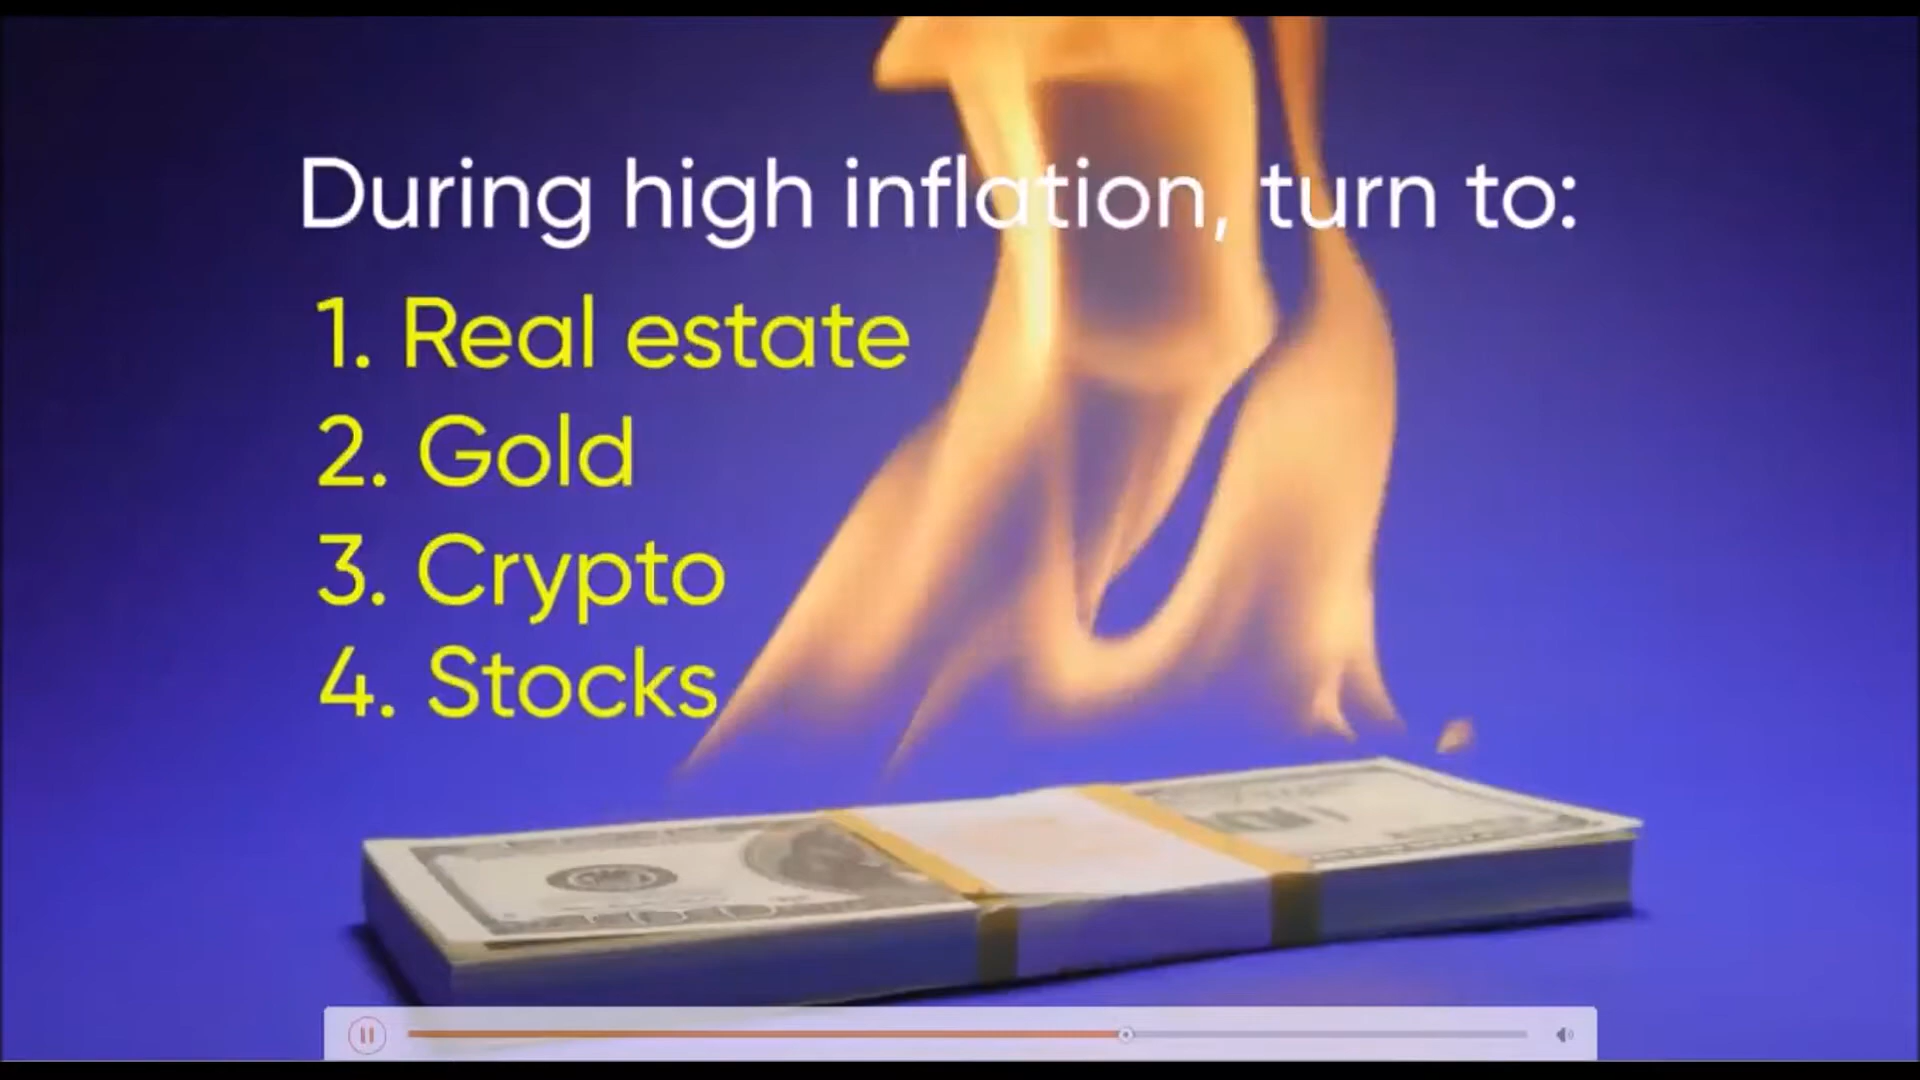 During high inflation, turn to:
1. Real estate
2. Gold
3. Crypto
4. Stocks